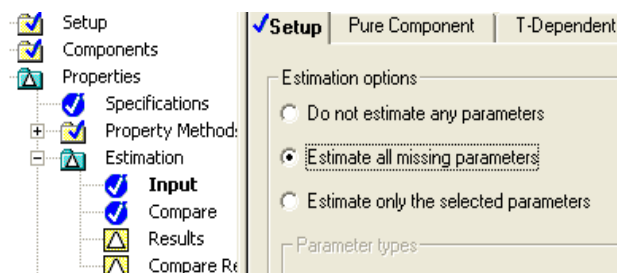 Setup
Components
Properties
Specifications
Property Method
Estimation
Input
Compare
Results
Compare Re
Setup
Pure Component
T-Dependent
Estimation options
Do not estimate any parameters
Estimate all missing parameters
Estimate only the selected parameters
Parameter types